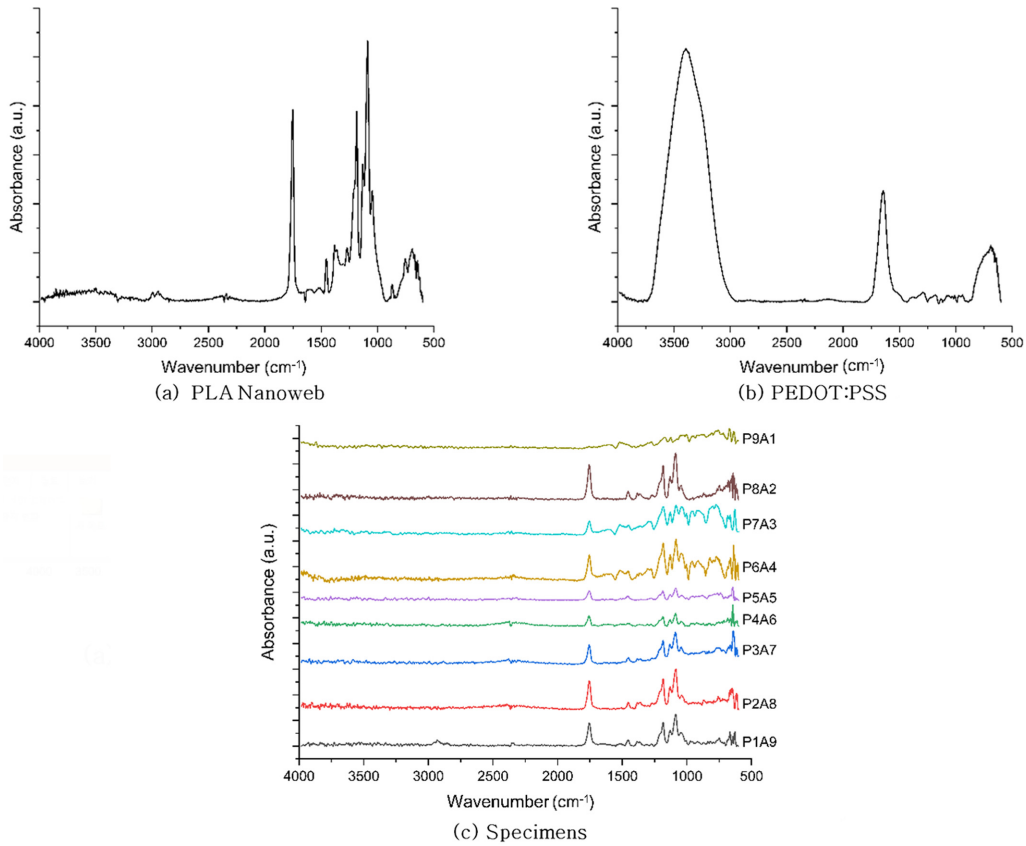 Absorbance (a.u.)
4000 3500 3000 2500 2000 1500 1000 500
Wavenumber (cm-1)
(a) PLA Nanoweb
Absorbance (a.u.)
4000 3500 3000 2500 2000 1500 1000 500
Wavenumber (cm-1)
(b) PEDOT:PSS
Absorbance (a.u.)
P9A1
P8A2
P7A3
P6A4
P5A5
P4A6
P3A7
P2A8
P1A9
4000 3500 3000 2500 2000 1500 1000 500
Wavenumber (cm-1)
(c) Specimens